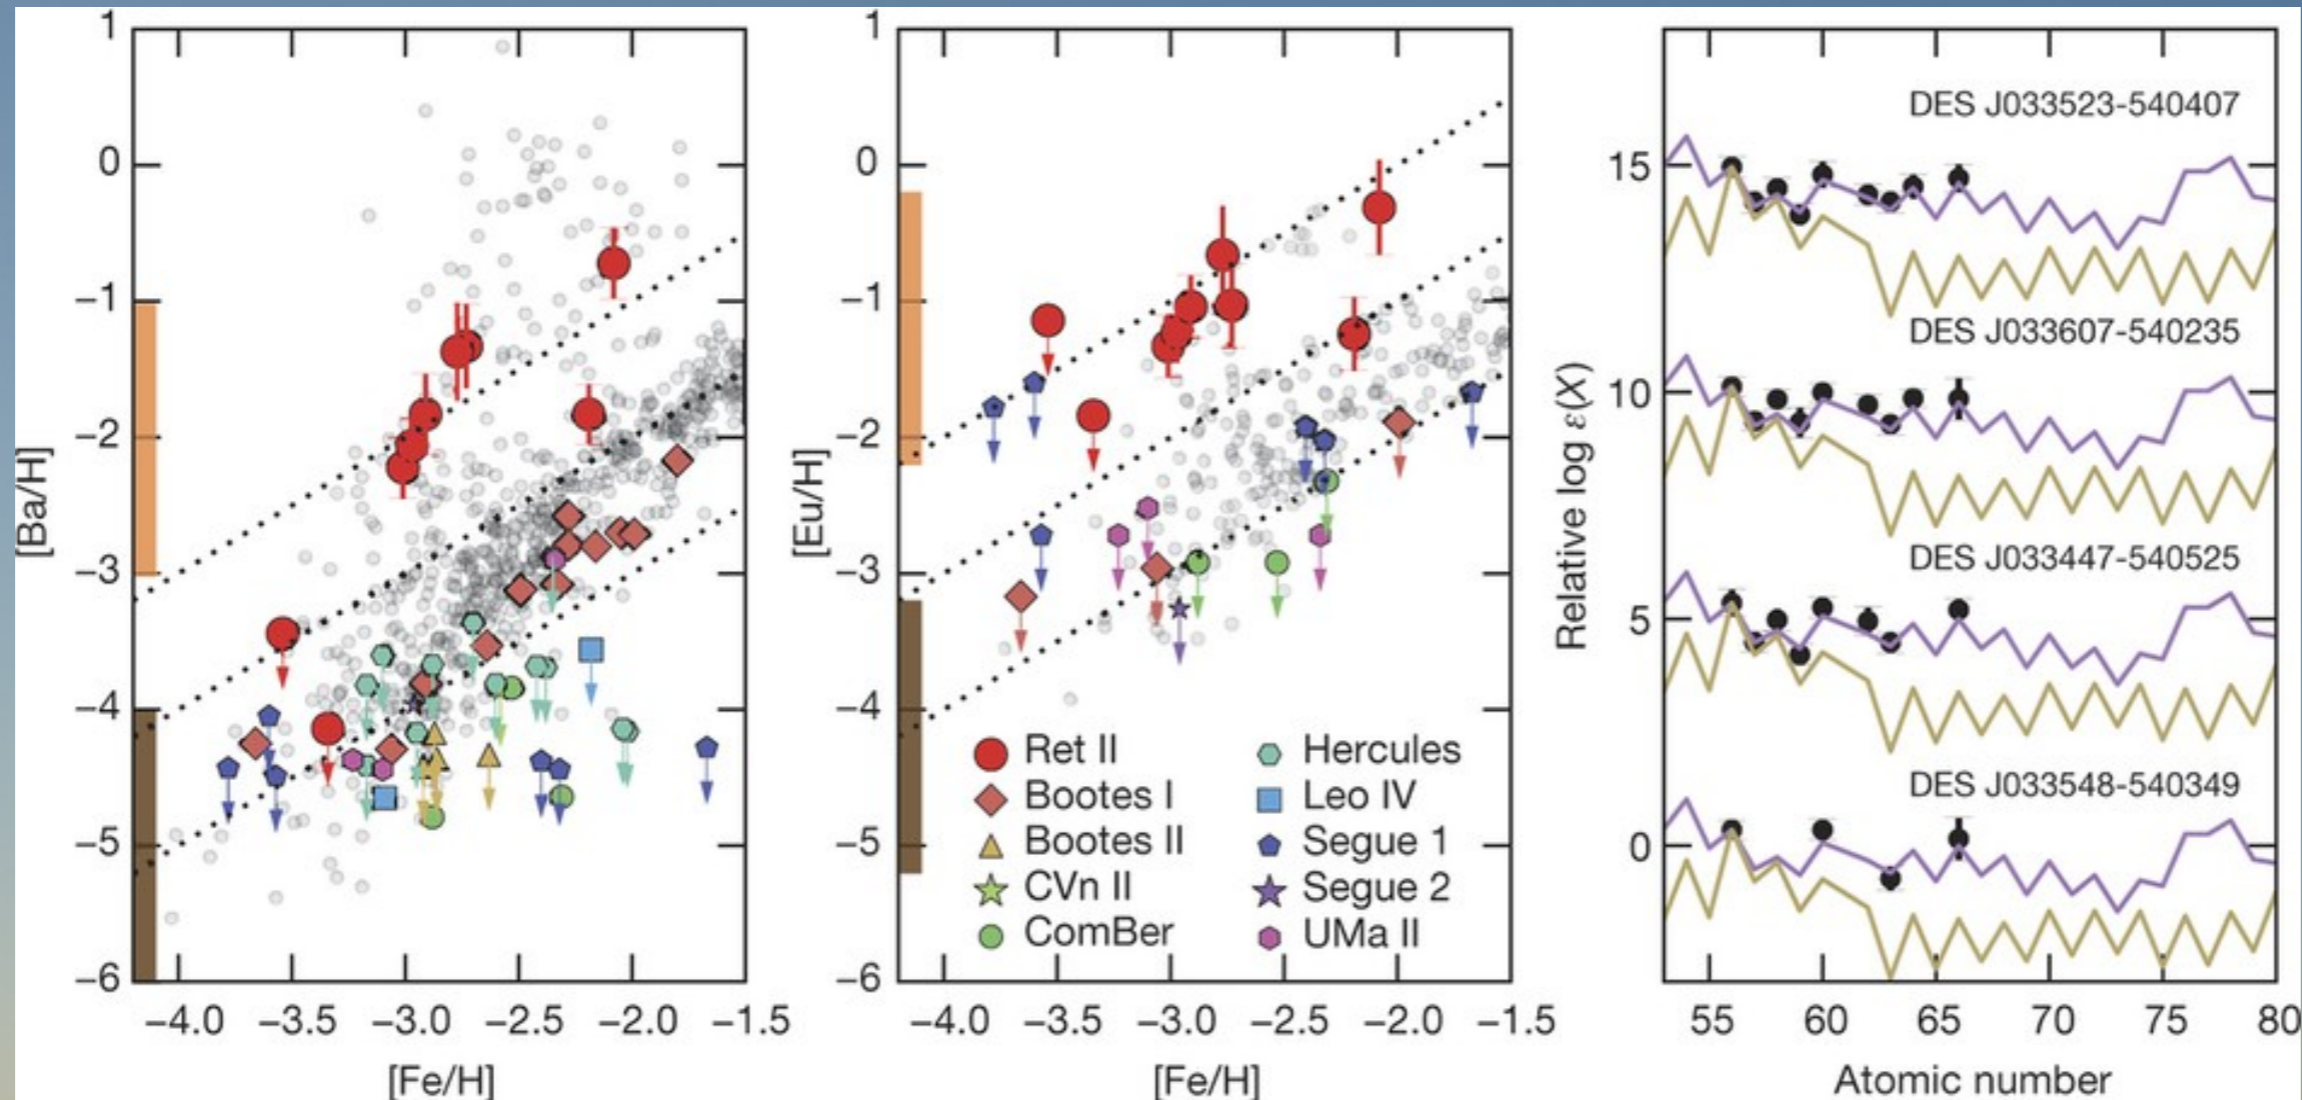 1
0
−1
−2
−3
−4
−5
−6
[Ba/H]
−4.0 −3.5 −3.0 −2.5 −2.0 −1.5
[Fe/H]
1
0
−1
−2
−3
−4
−5
−6
[Eu/H]
Ret II
Bootes I
Bootes II
CVn II
ComBer
Hercules
Leo IV
Segue 1
Segue 2
UMa II
−4.0 −3.5 −3.0 −2.5 −2.0 −1.5
[Fe/H]
15
10
5
0
Relative log ε(X)
DES J033523-540407
DES J033607-540235
DES J033447-540525
DES J033548-540349
55 60 65 70 75 80
Atomic number